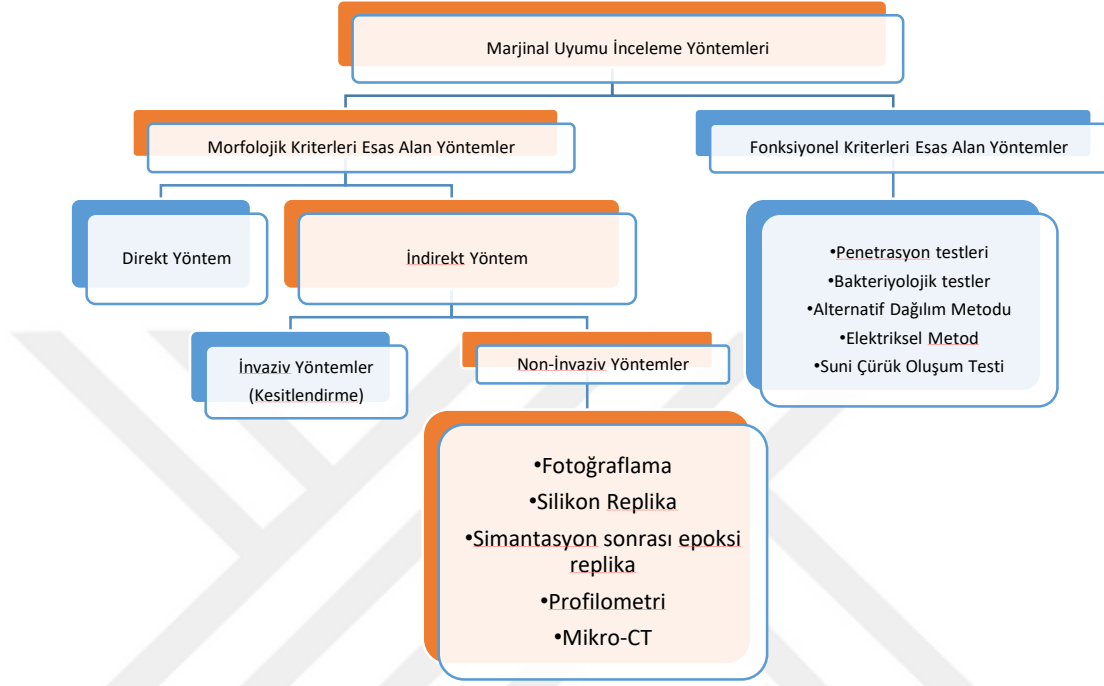 Marjinal Uyumu İnceleme Yöntemleri
Morfolojik Kriterleri Esas Alan Yöntemler
Fonksiyonel Kriterleri Esas Alan Yöntemler
Direkt Yöntem
İndirekt Yöntem
•Penetrasyon testleri
•Bakteriyolojik testler
•Alternatif Dağılım Metodu
•Elektriksel Metod
•Suni Çürük Oluşum Testi
İnvaziv Yöntemler
(Kesitlendirme)
Non-İnvaziv Yöntemler
•Fotoğraflama
•Silikon Replika
•Simantasyon sonrası epoksi
replika
•Profilometri
•Mikro-CT